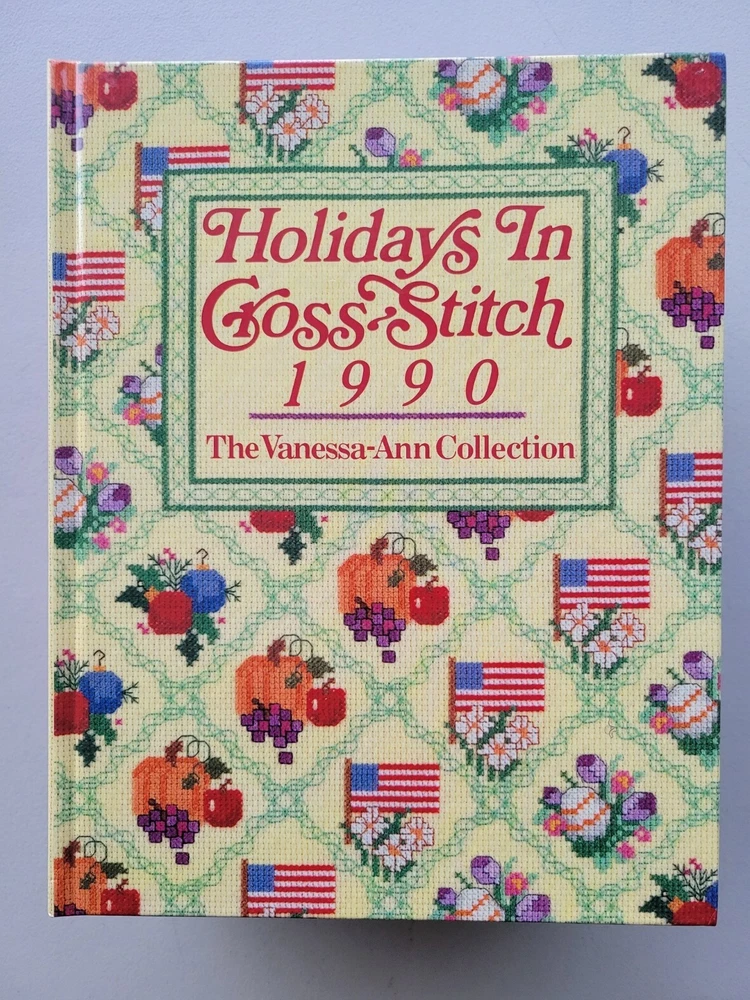 Holidays In
Cross-Stitch
1990
The Vanessa-Ann Collection